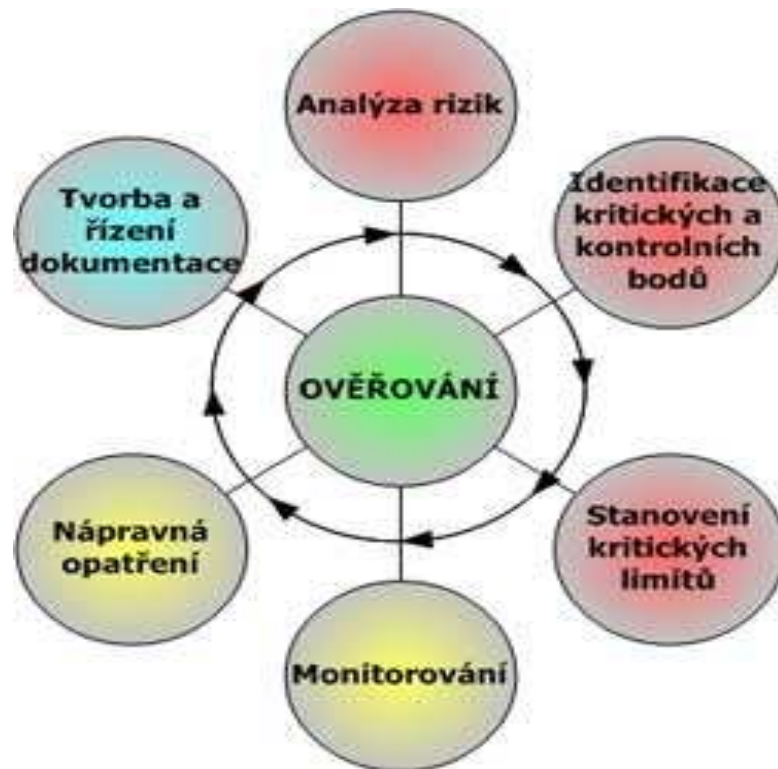 Analýza rizik
Identifikace
kritických a
kontrolních
bodů
Tvorba a
řízení
dokumentace
OVĚŘOVÁNÍ
Nápravná
opatření
Stanovení
kritických
limitů
Monitorování